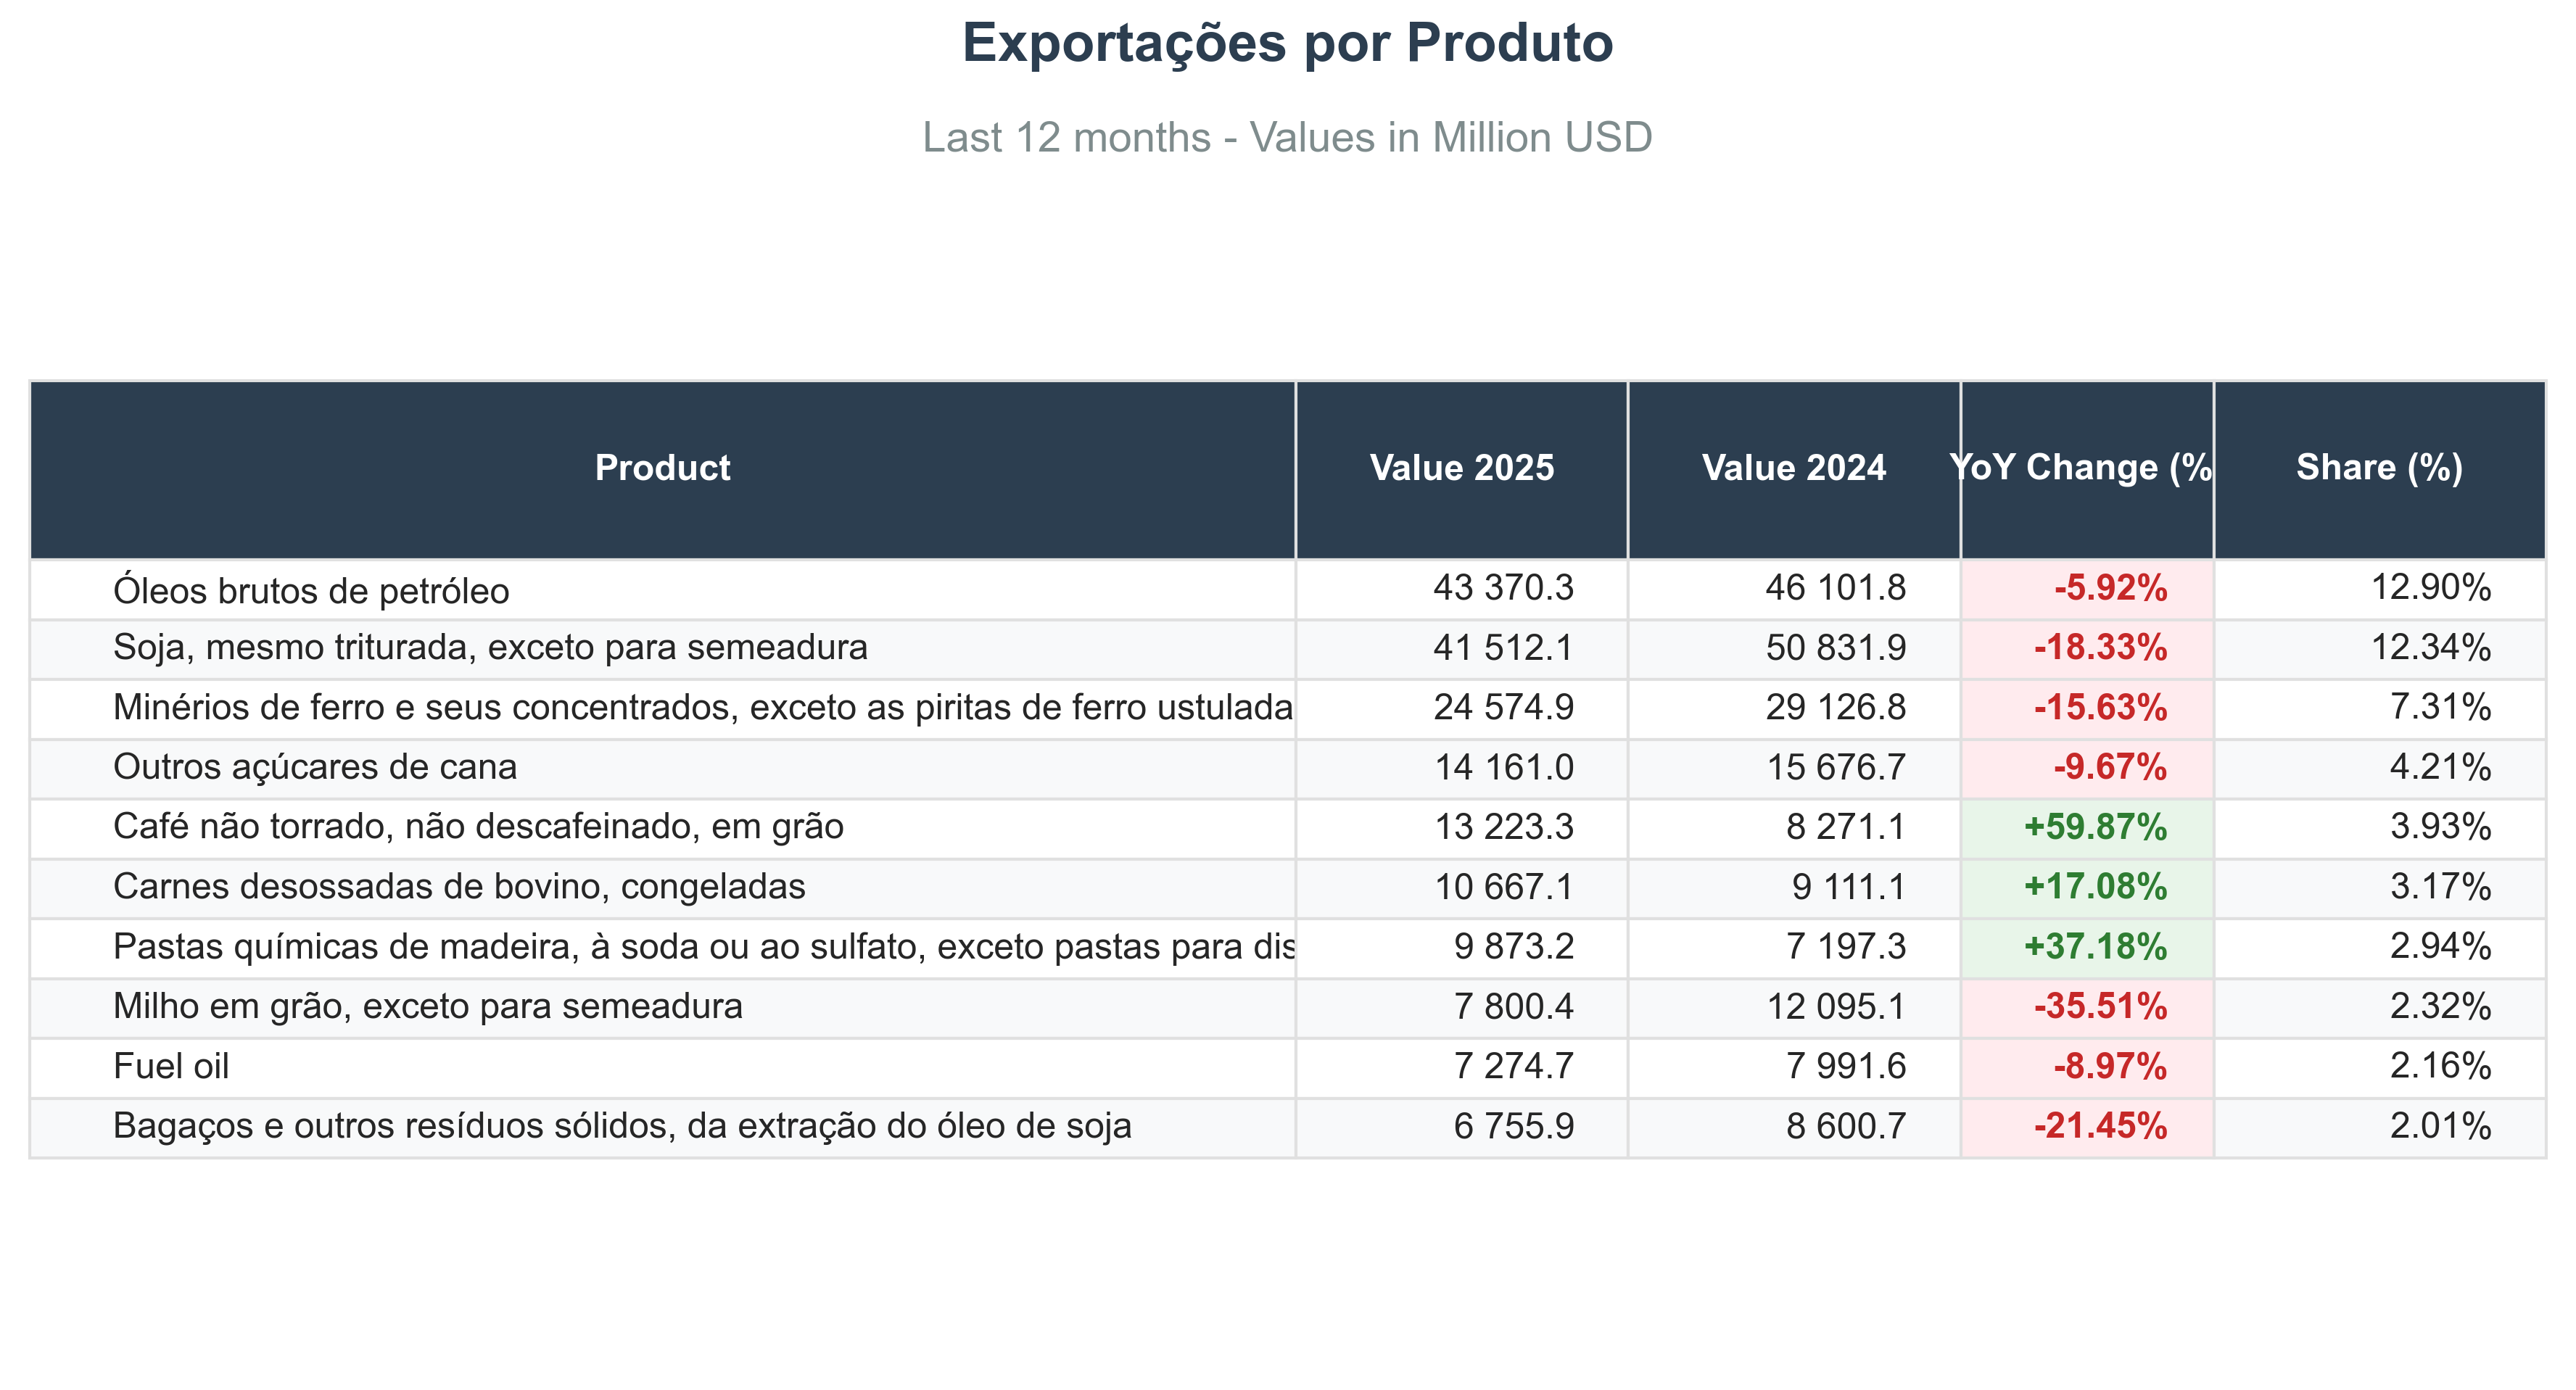 Exportações por Produto
Last 12 months - Values in Million USD
Product Value 2025 Value 2024 YoY Change (% Share (%)
Óleos brutos de petróleo 43 370.3 46 101.8 -5.92% 12.90%
Soja, mesmo triturada, exceto para semeadura 41 512.1 50 831.9 -18.33% 12.34%
Minérios de ferro e seus concentrados, exceto as piritas de ferro ustulada 24 574.9 29 126.8 -15.63% 7.31%
Outros açúcares de cana 14 161.0 15 676.7 -9.67% 4.21%
Café não torrado, não descafeinado, em grão 13 223.3 8 271.1 +59.87% 3.93%
Carnes desossadas de bovino, congeladas 10 667.1 9 111.1 +17.08% 3.17%
Pastas químicas de madeira, à soda ou ao sulfato, exceto pastas para dis 9 873.2 7 197.3 +37.18% 2.94%
Milho em grão, exceto para semeadura 7 800.4 12 095.1 -35.51% 2.32%
Fuel oil 7 274.7 7 991.6 -8.97% 2.16%
Bagaços e outros resíduos sólidos, da extração do óleo de soja 6 755.9 8 600.7 -21.45% 2.01%